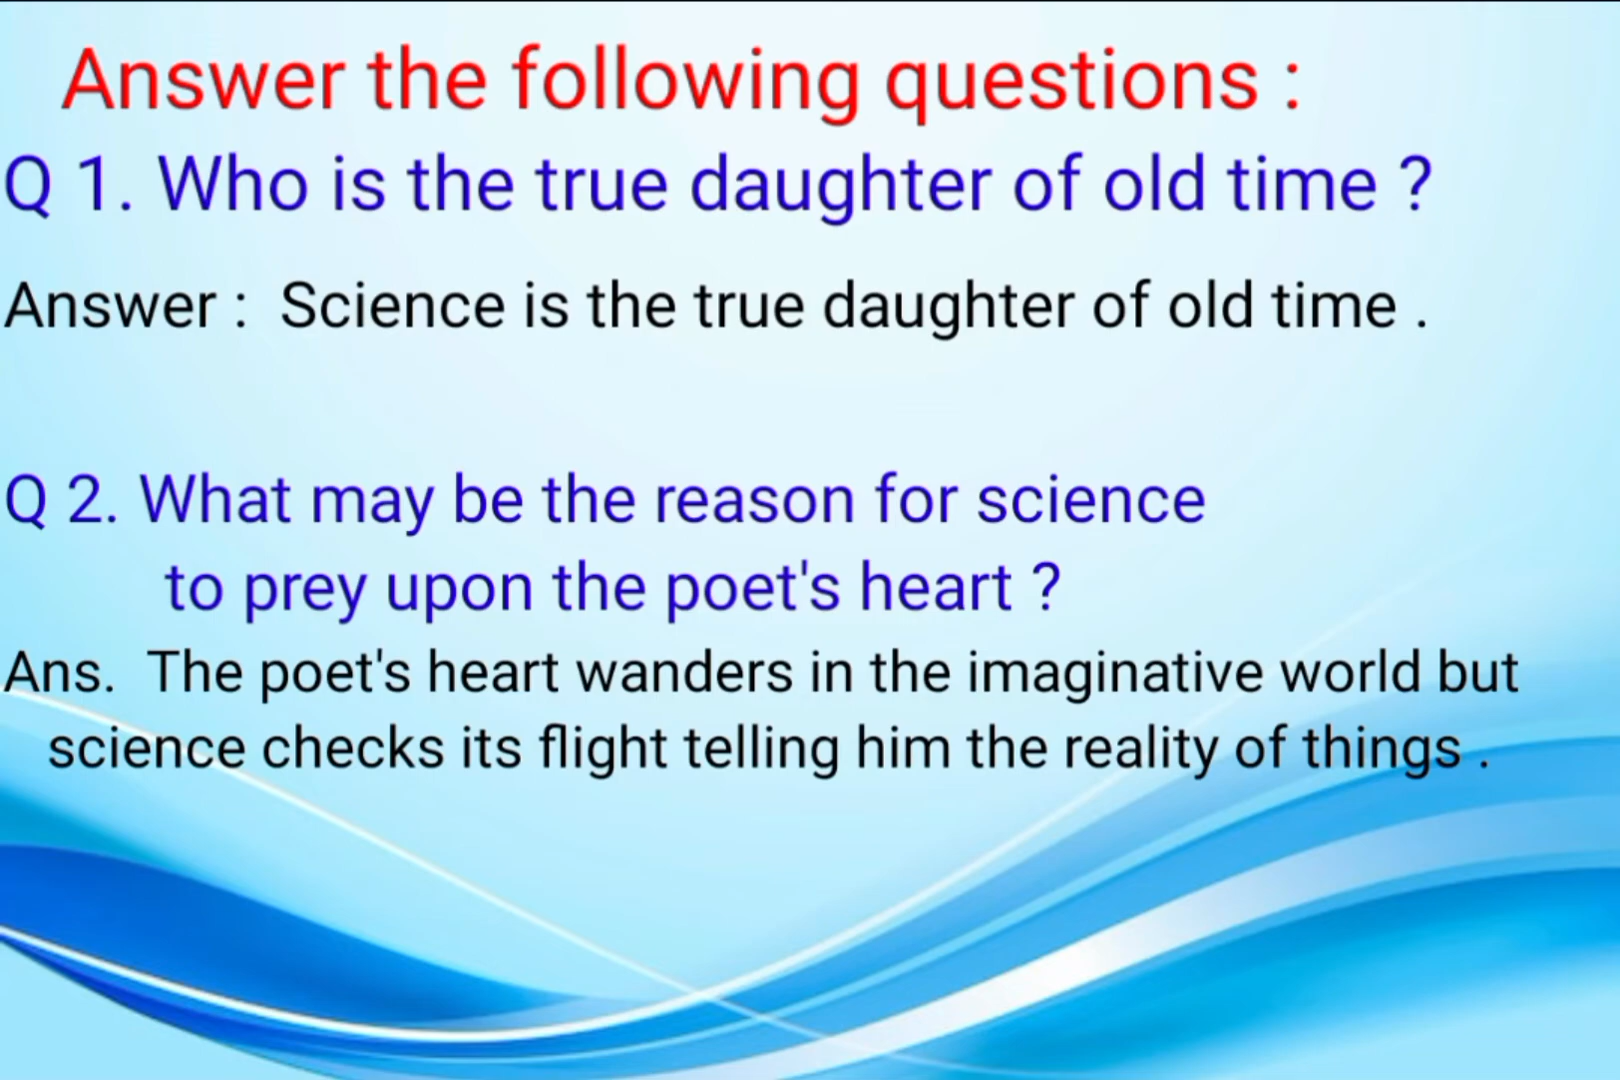 Answer the following questions :
Q 1. Who is the true daughter of old time ?
Answer :  Science is the true daughter of old time .
Q 2. What may be the reason for science
to prey upon the poet's heart ?
Ans.  The poet's heart wanders in the imaginative world but
science checks its flight telling him the reality of things .